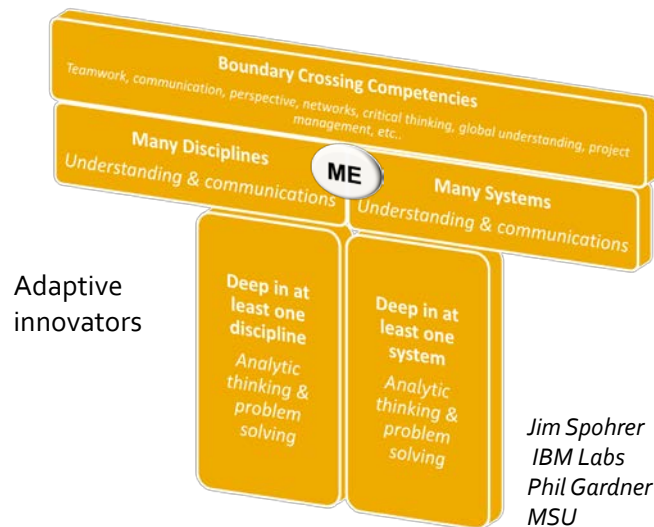 Boundary Crossing Competencies
Teamwork, communication, perspective, networks, critical thinking, global understanding, project
management, etc..
Many Disciplines
Understanding & communications
ME
Many Systems
Understanding & communications
Deep in at
least one
discipline
Analytic
thinking &
problem
solving
Deep in at
least one
system
Analytic
thinking &
problem
solving
Adaptive
innovators
Jim Spohrer
IBM Labs
Phil Gardner
MSU